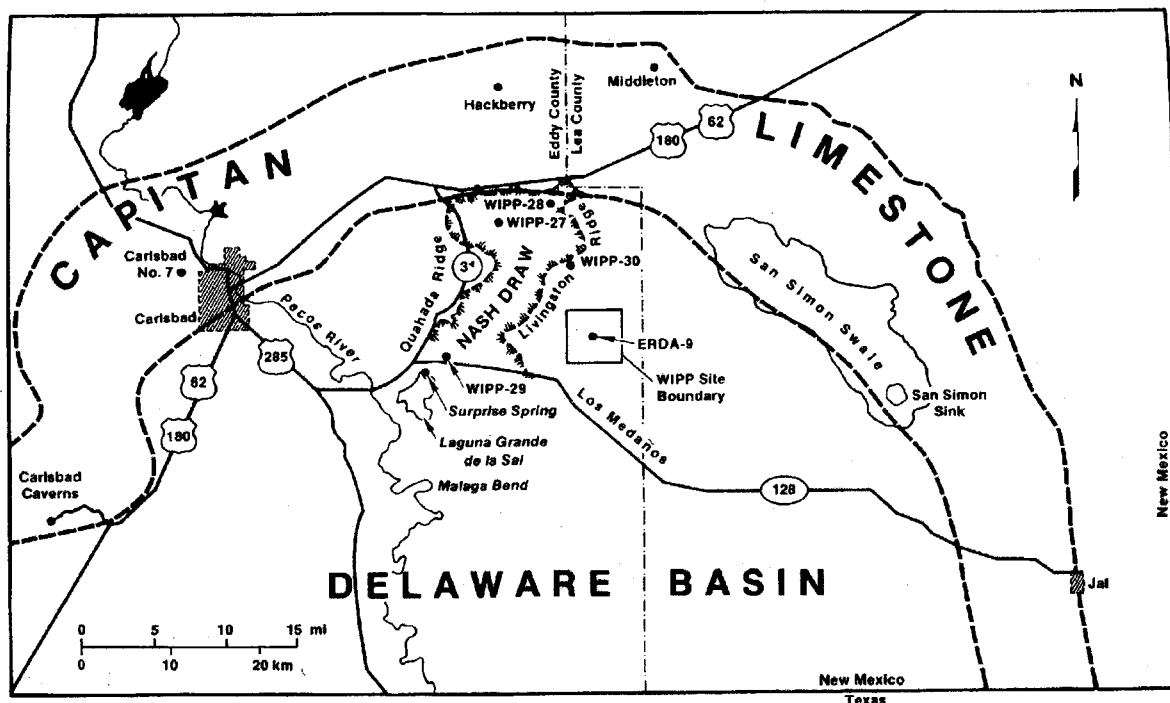 Middleton
Hackberry
Eddy County
Lea County
N
62
180
CAPITAN
LIMESTONE
WIPP-28
WIPP-27
Ridge
WIPP-30
Livingston
Carlsbad
No. 7
Carlsbad
Pecos River
Quahada Ridge
NASH DRAW
San Simon Swale
285
62
180
ERDA-9
WIPP Site
Boundary
WIPP-29
Surprise Spring
Laguna Grande
de la Sal
Malaga Bend
Los Medaños
San Simon
Sink
Carlsbad
Caverns
128
New Mexico
DELAWARE BASIN
Jal
0 5 10 15 mi
0 10 20 km
New Mexico
Texas